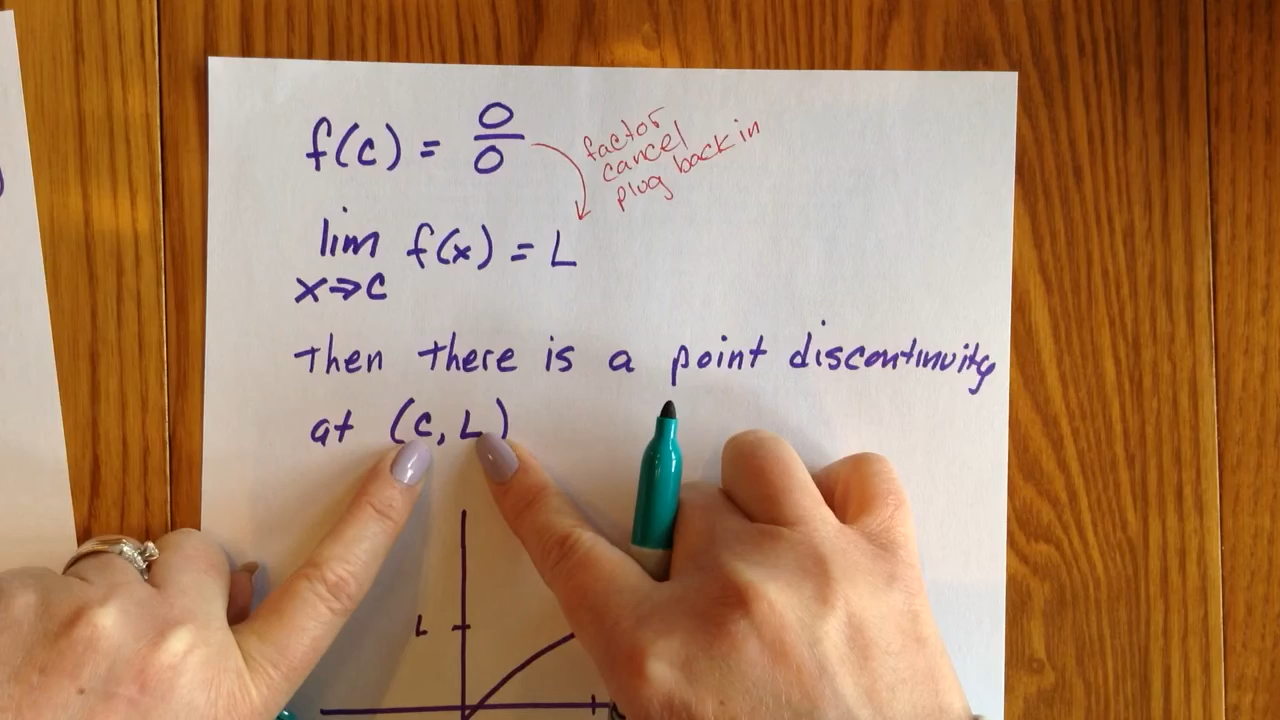 f(c) = 0/0
factor
cancel
plug back in
lim f(x) = L
x⇒c
Then there is a point discontinuity
at (c, L)
L